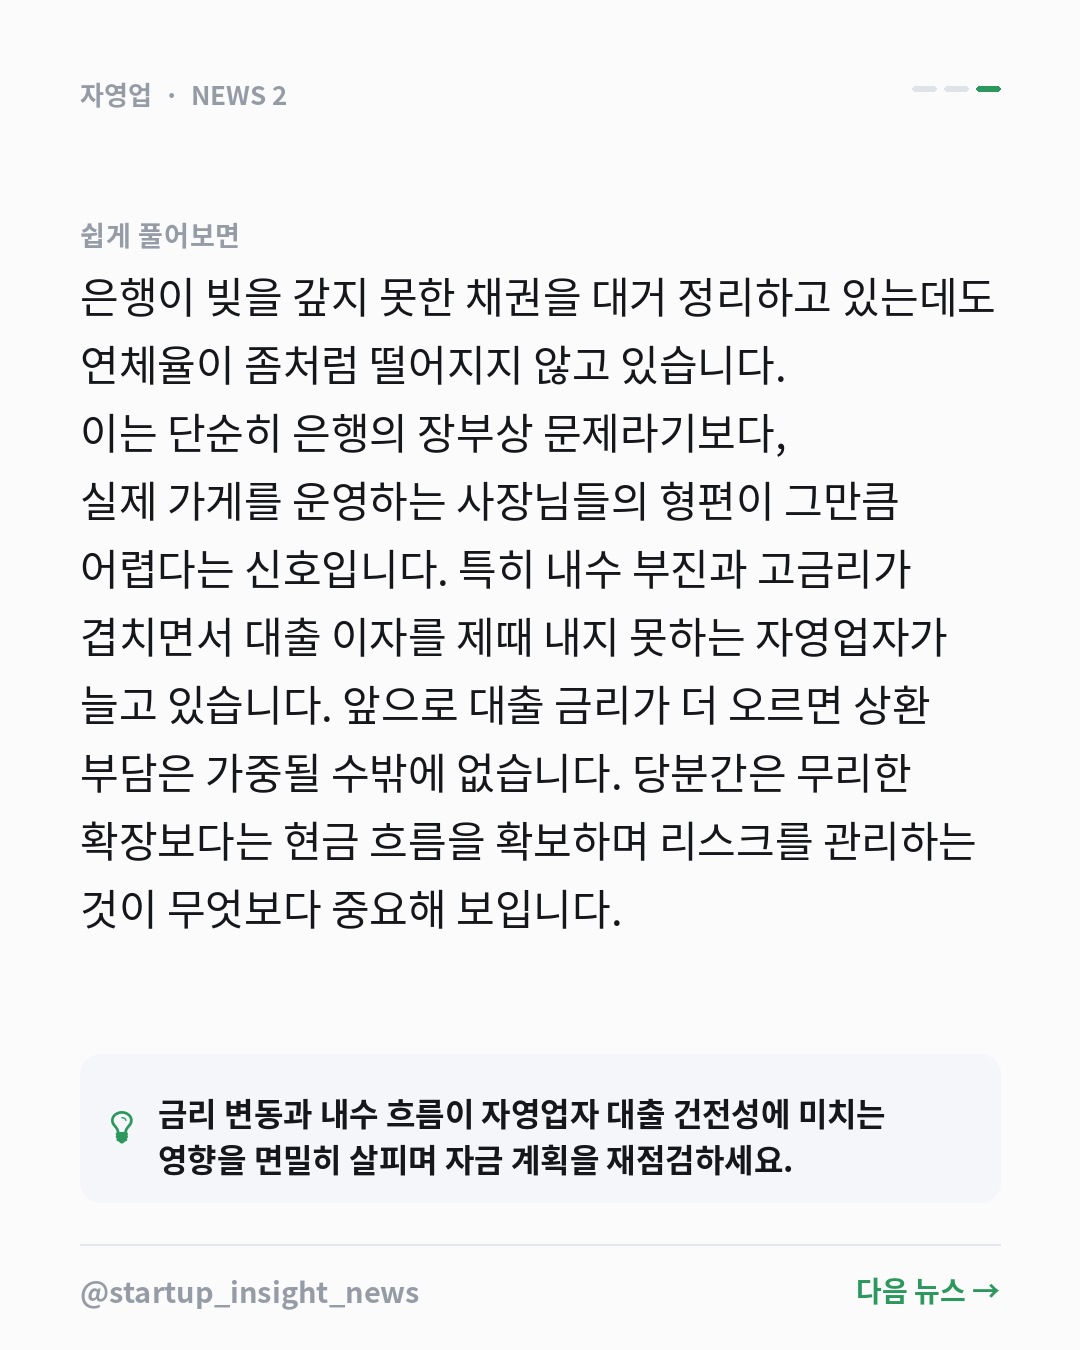 자영업 · NEWS 2
쉽게 풀어보면
은행이 빚을 갚지 못한 채권을 대거 정리하고 있는데도
연체율이 좀처럼 떨어지지 않고 있습니다.
이는 단순히 은행의 장부상 문제라기보다,
실제 가게를 운영하는 사장님들의 형편이 그만큼
어렵다는 신호입니다. 특히 내수 부진과 고금리가
겹치면서 대출 이자를 제때 내지 못하는 자영업자가
늘고 있습니다. 앞으로 대출 금리가 더 오르면 상환
부담은 가중될 수밖에 없습니다. 당분간은 무리한
확장보다는 현금 흐름을 확보하며 리스크를 관리하는
것이 무엇보다 중요해 보입니다.
금리 변동과 내수 흐름이 자영업자 대출 건전성에 미치는
영향을 면밀히 살피며 자금 계획을 재점검하세요.
@startup_insight_news
다음 뉴스 →